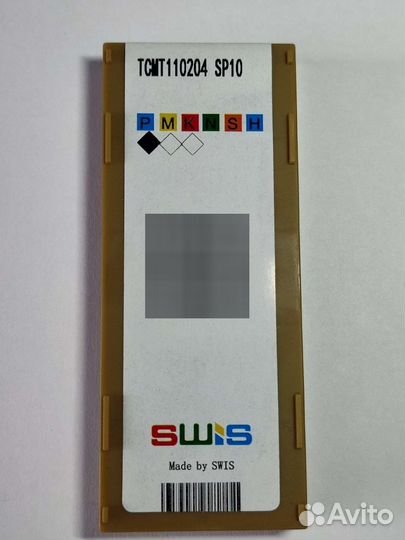 TCMT110204 SP10
P M K N S H
SWIS
Made by SWIS
Avito